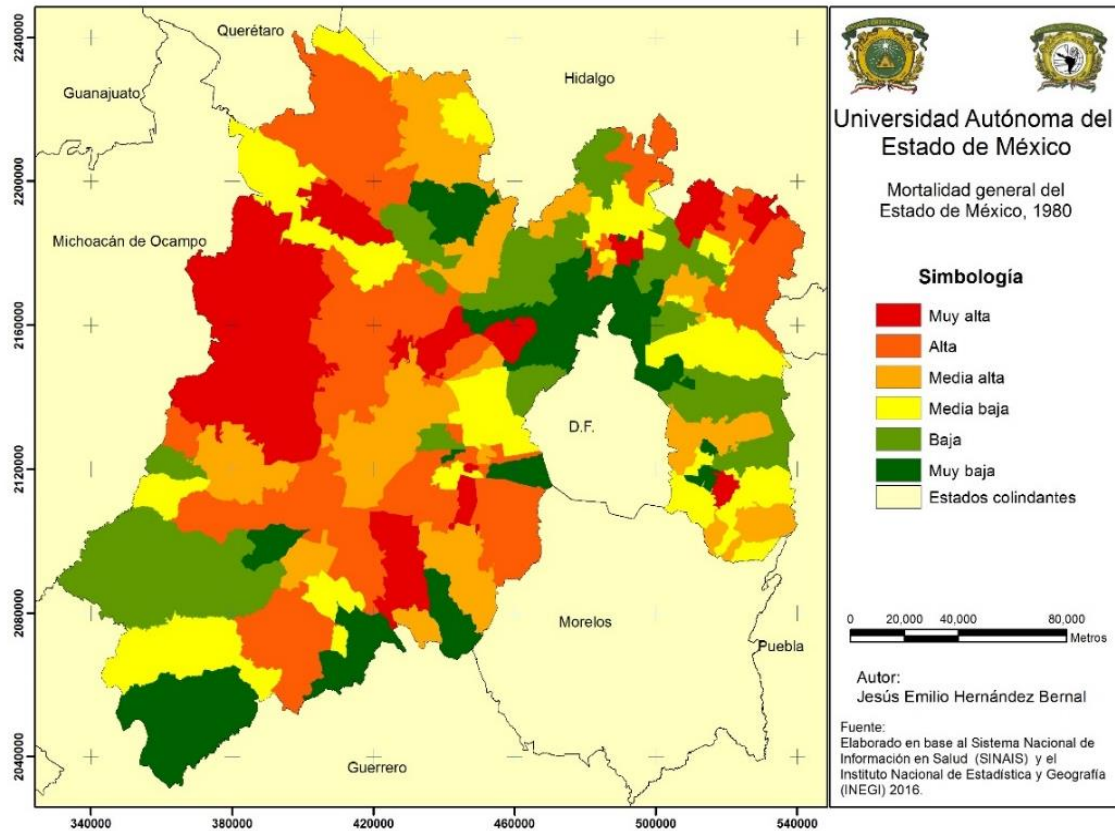 2240000
2200000
2160000
2120000
2080000
2040000
340000
380000
420000
460000
500000
540000
Querétaro
Guanajuato
Hidalgo
Michoacán de Ocampo
D.F.
Morelos
Puebla
Guerrero
Universidad Autónoma del
Estado de México
Mortalidad general del
Estado de México, 1980
Simbología
Muy alta
Alta
Media alta
Media baja
Baja
Muy baja
Estados colindantes
0 20,000 40,000 80,000
Metros
Autor:
Jesús Emilio Hernández Bernal
Fuente:
Elaborado en base al Sistema Nacional de
Información en Salud (SINAIS) y el
Instituto Nacional de Estadística y Geografía
(INEGI) 2016.